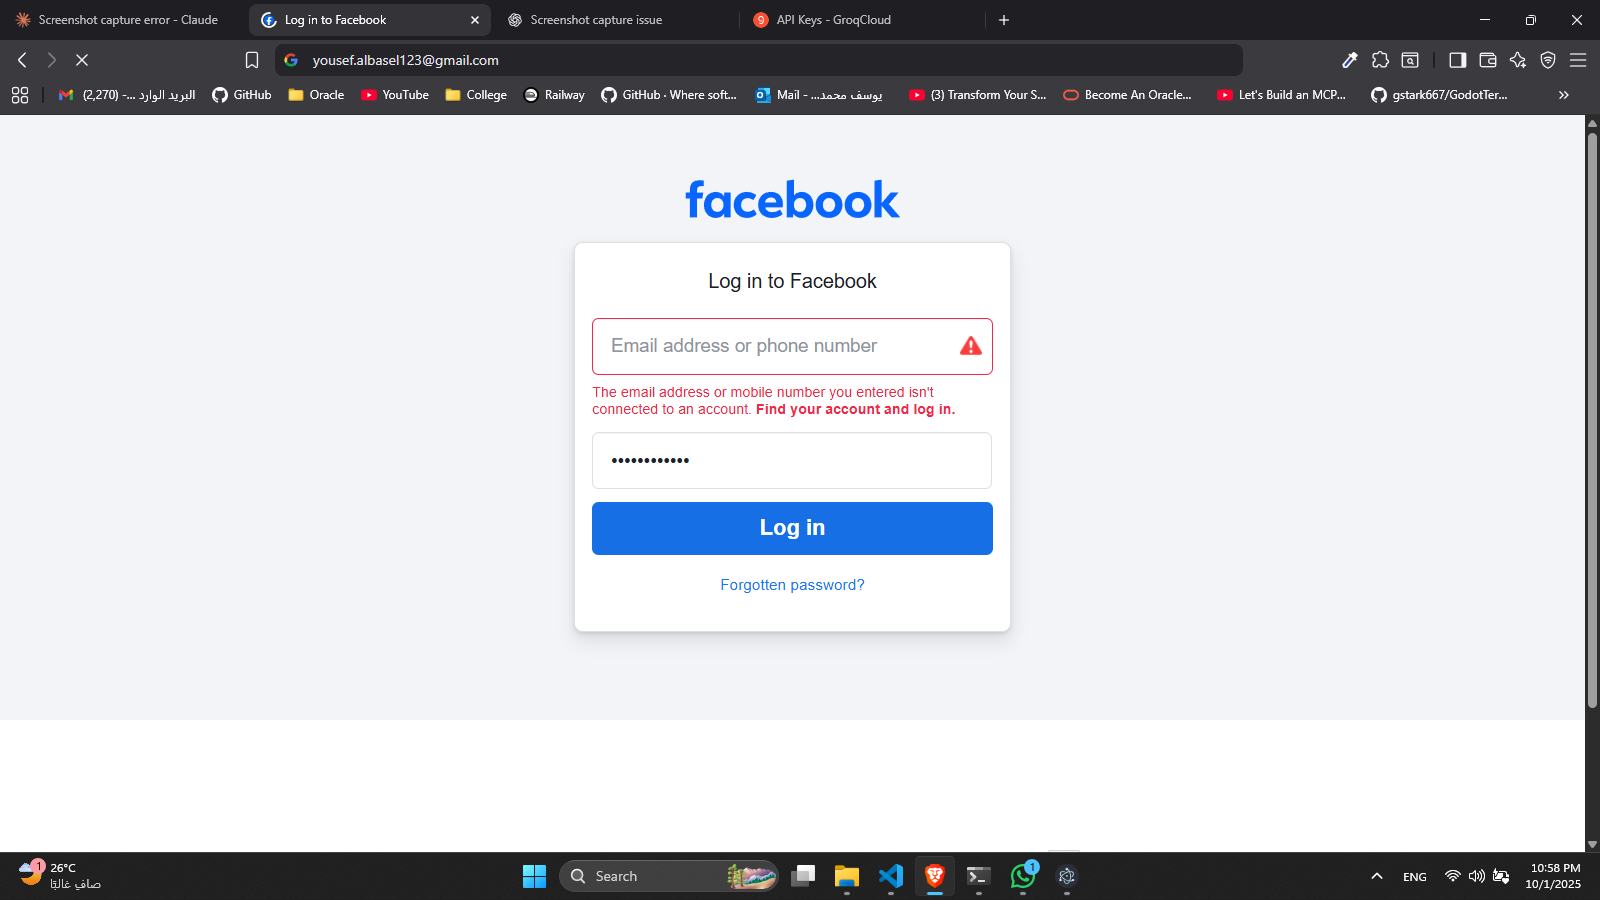 Screenshot capture error - Claude
Log in to Facebook
Screenshot capture issue
9 API Keys - GroqCloud
yousef.albasel123@gmail.com
(2,270) -... البريد الوارد
GitHub
Oracle
YouTube
College
Railway
GitHub · Where soft...
Mail - ...يوسف محمد
(3) Transform Your S...
Become An Oracle...
Let's Build an MCP...
gstark667/GodotTer...
facebook
Log in to Facebook
Email address or phone number
The email address or mobile number you entered isn't
connected to an account. Find your account and log in.
••••••••••••
Log in
Forgotten password?
1
26°C
صافي غالبًا
Search
1
ENG
10:58 PM
10/1/2025